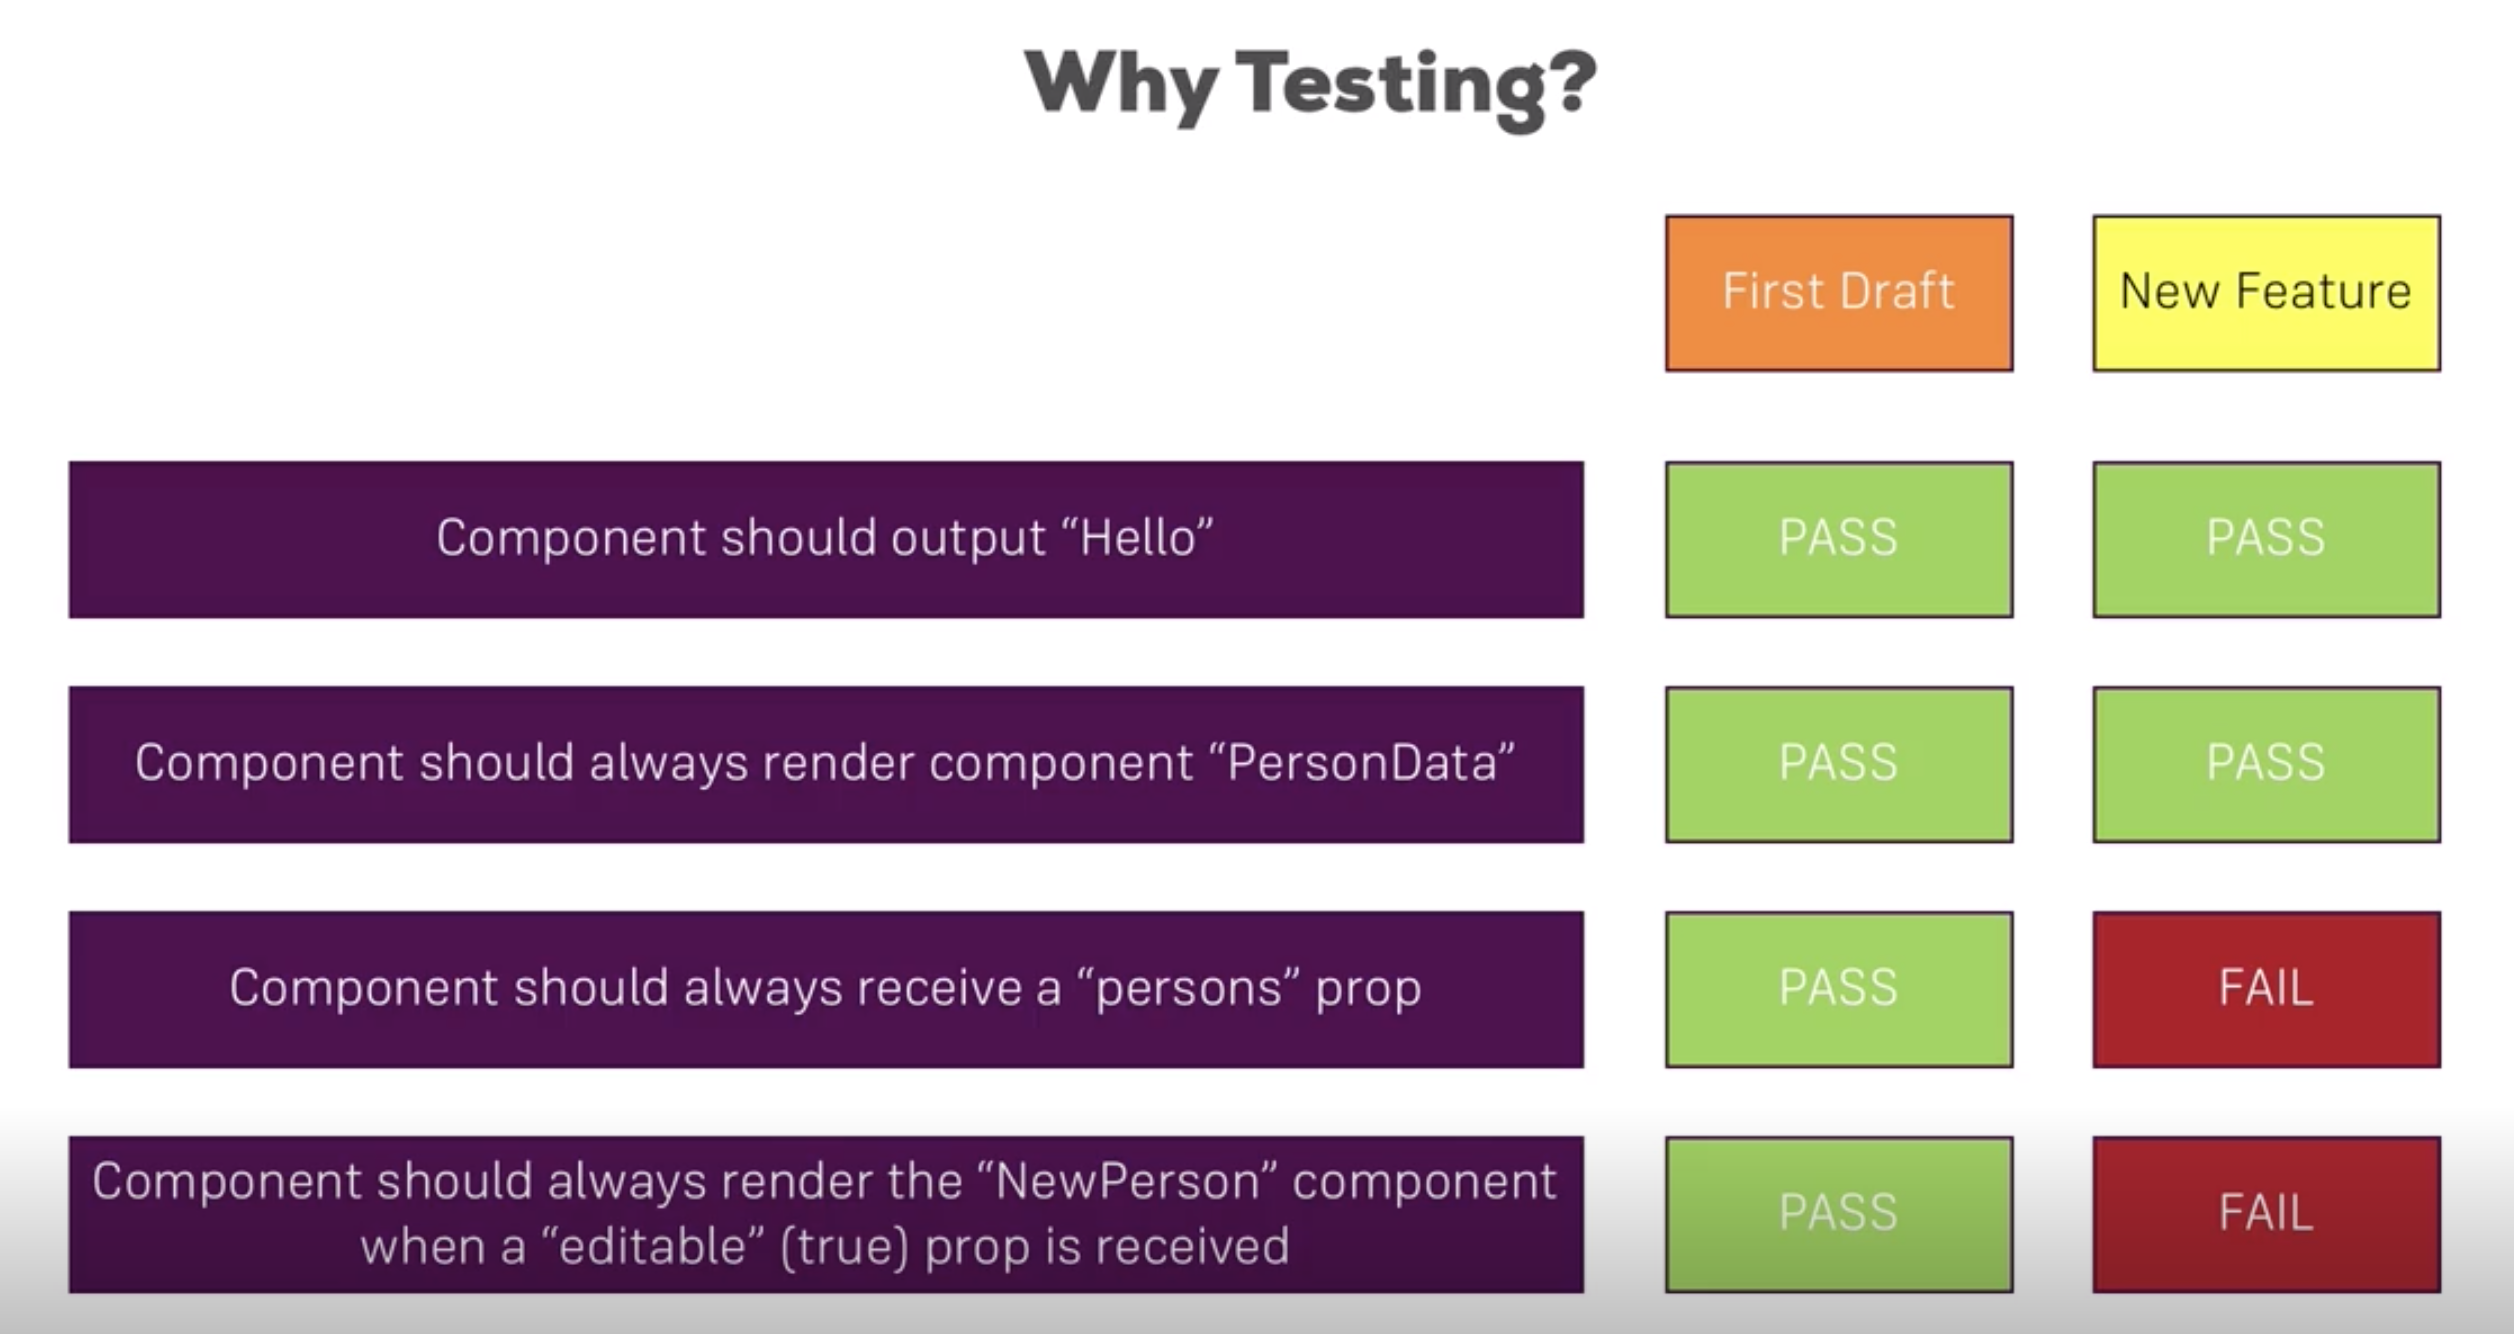 Why Testing?
First Draft
New Feature
Component should output “Hello”
PASS
PASS
Component should always render component “PersonData”
PASS
PASS
Component should always receive a “persons” prop
PASS
FAIL
Component should always render the “NewPerson” component
when a “editable” (true) prop is received
PASS
FAIL